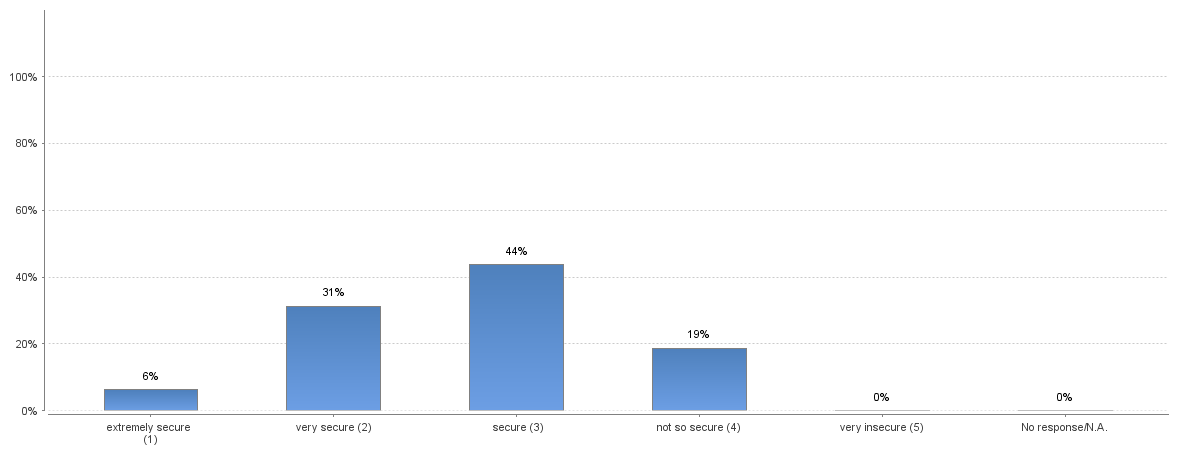 100%
80%
60%
40%
20%
0%
6%
31%
44%
19%
0%
0%
extremely secure
(1)
very secure (2)
secure (3)
not so secure (4)
very insecure (5)
No response/N.A.